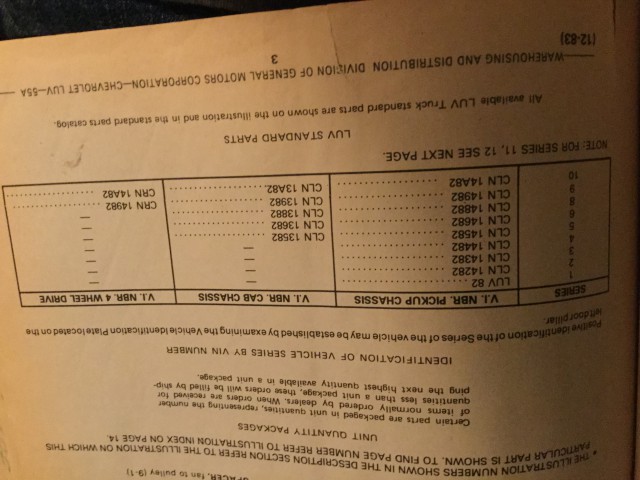 SPACER, fan to pulley (9-1)
• THE ILLUSTRATION NUMBERS SHOWN IN THE DESCRIPTION SECTION REFER TO THE ILLUSTRATION ON WHICH THIS
PARTICULAR PART IS SHOWN. TO FIND PAGE NUMBER REFER TO ILLUSTRATION INDEX ON PAGE 14.
UNIT QUANTITY PACKAGES
Certain parts are packaged in unit quantities, representing the number
of items normally ordered by dealers. When orders are received for
quantities less than a unit package, these orders will be filled by ship-
ping the next highest quantity available in a unit package.
IDENTIFICATION OF VEHICLE SERIES BY VIN NUMBER
Positive identification of the Series of the vehicle may be established by examining the Vehicle Identification Plate located on the
left door pillar.
SERIES V.I. NBR. PICKUP CHASSIS V.I. NBR. CAB CHASSIS V.I. NBR. 4 WHEEL DRIVE
1 LUV 82 — —
2 CLN 14282 — —
3 CLN 14382 — —
4 CLN 14482 — —
5 CLN 14582 CLN 13582 —
6 CLN 14682 CLN 13682 —
8 CLN 14882 CLN 13882 —
9 CLN 14982 CLN 13982 CRN 14982
10 CLN 14A82 CLN 13A82 CRN 14A82
NOTE: FOR SERIES 11, 12 SEE NEXT PAGE.
LUV STANDARD PARTS
All available LUV Truck standard parts are shown on the illustration and in the standard parts catalog.
WAREHOUSING AND DISTRIBUTION DIVISION OF GENERAL MOTORS CORPORATION—CHEVROLET LUV—55A
(12-83)
3